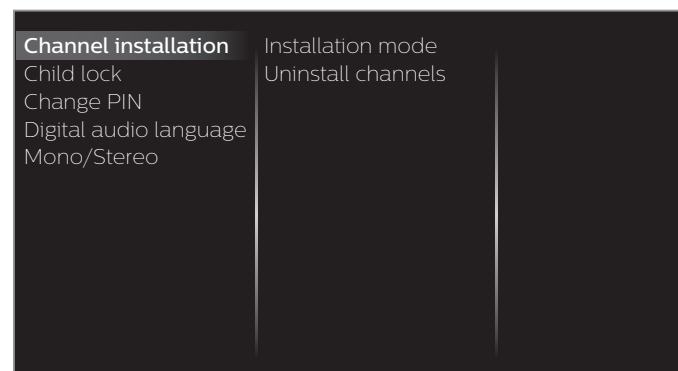 Channel installation
Child lock
Change PIN
Digital audio language
Mono/Stereo
Installation mode
Uninstall channels